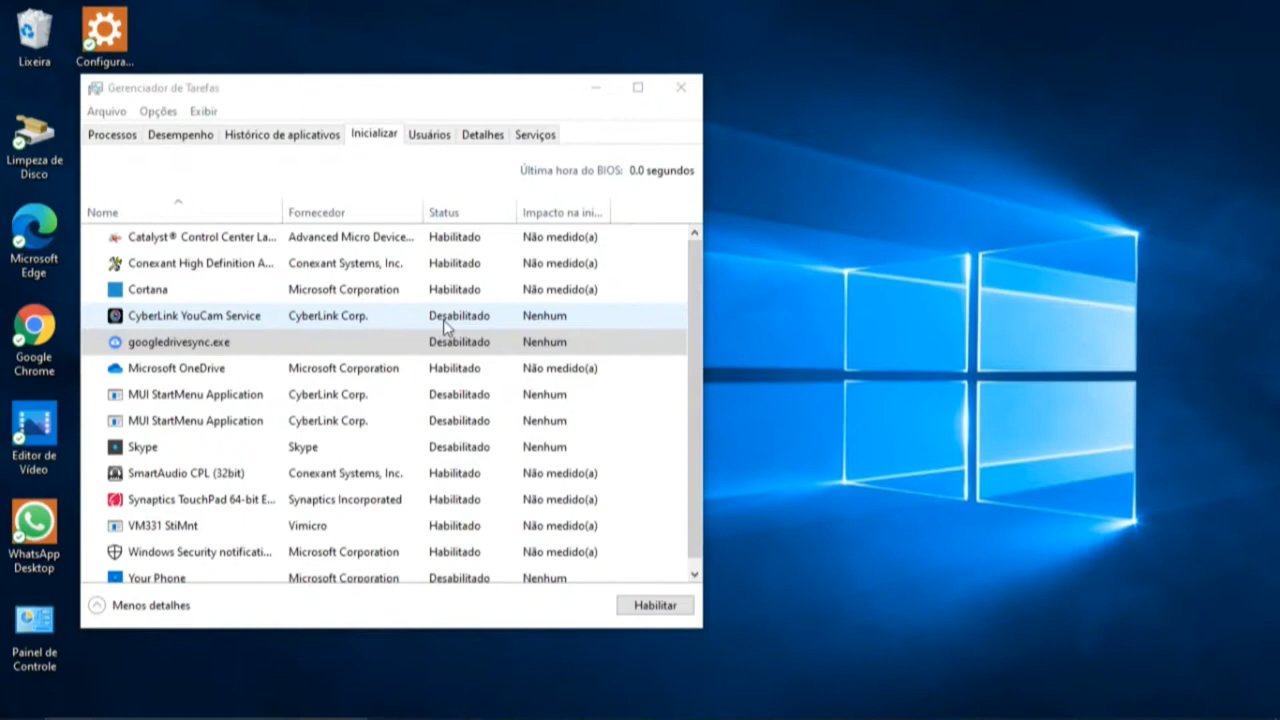 Lixeira
Configura...
Limpeza de
Disco
Microsoft
Edge
Google
Chrome
Editor de
Vídeo
WhatsApp
Desktop
Painel de
Controle
Gerenciador de Tarefas
Arquivo Opções Exibir
Processos Desempenho Histórico de aplicativos Inicializar Usuários Detalhes Serviços
Última hora do BIOS: 0.0 segundos
Nome Fornecedor Status Impacto na ini...
Catalyst® Control Center La... Advanced Micro Device... Habilitado Não medido(a)
Conexant High Definition A... Conexant Systems, Inc. Habilitado Não medido(a)
Cortana Microsoft Corporation Habilitado Não medido(a)
CyberLink YouCam Service CyberLink Corp. Desabilitado Nenhum
googledrivesync.exe Desabilitado Nenhum
Microsoft OneDrive Microsoft Corporation Habilitado Não medido(a)
MUI StartMenu Application CyberLink Corp. Desabilitado Nenhum
MUI StartMenu Application CyberLink Corp. Desabilitado Nenhum
Skype Skype Desabilitado Nenhum
SmartAudio CPL (32bit) Conexant Systems, Inc. Habilitado Não medido(a)
Synaptics TouchPad 64-bit E... Synaptics Incorporated Habilitado Não medido(a)
VM331 StiMnt Vimicro Habilitado Não medido(a)
Windows Security notificati... Microsoft Corporation Habilitado Não medido(a)
Your Phone Microsoft Corporation Desabilitado Nenhum
Menos detalhes Habilitar